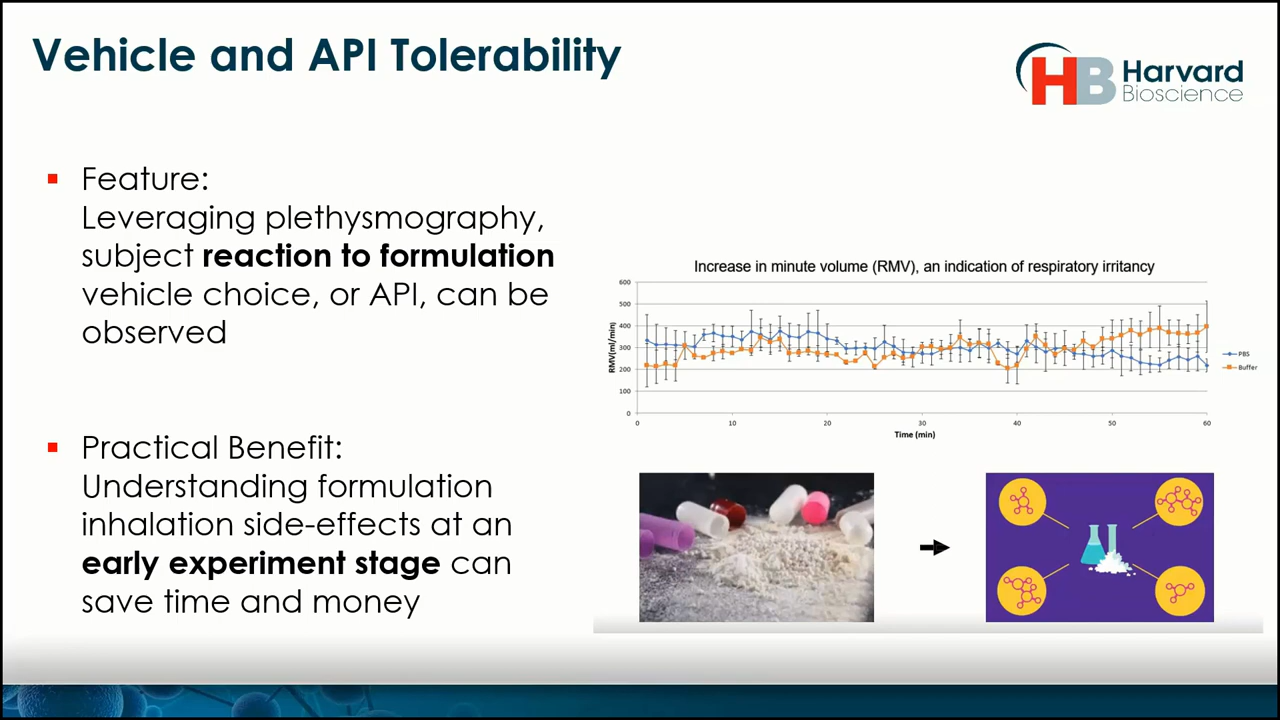 Vehicle and API Tolerability
HB Harvard
Bioscience
Feature:
Leveraging plethysmography,
subject reaction to formulation
vehicle choice, or API, can be
observed
Practical Benefit:
Understanding formulation
inhalation side-effects at an
early experiment stage can
save time and money
Increase in minute volume (RMV), an indication of respiratory irritancy
RMV(ml/min)
600
500
400
300
200
100
0
0 10 20 30 40 50 60
Time (min)
PBS
Buffer